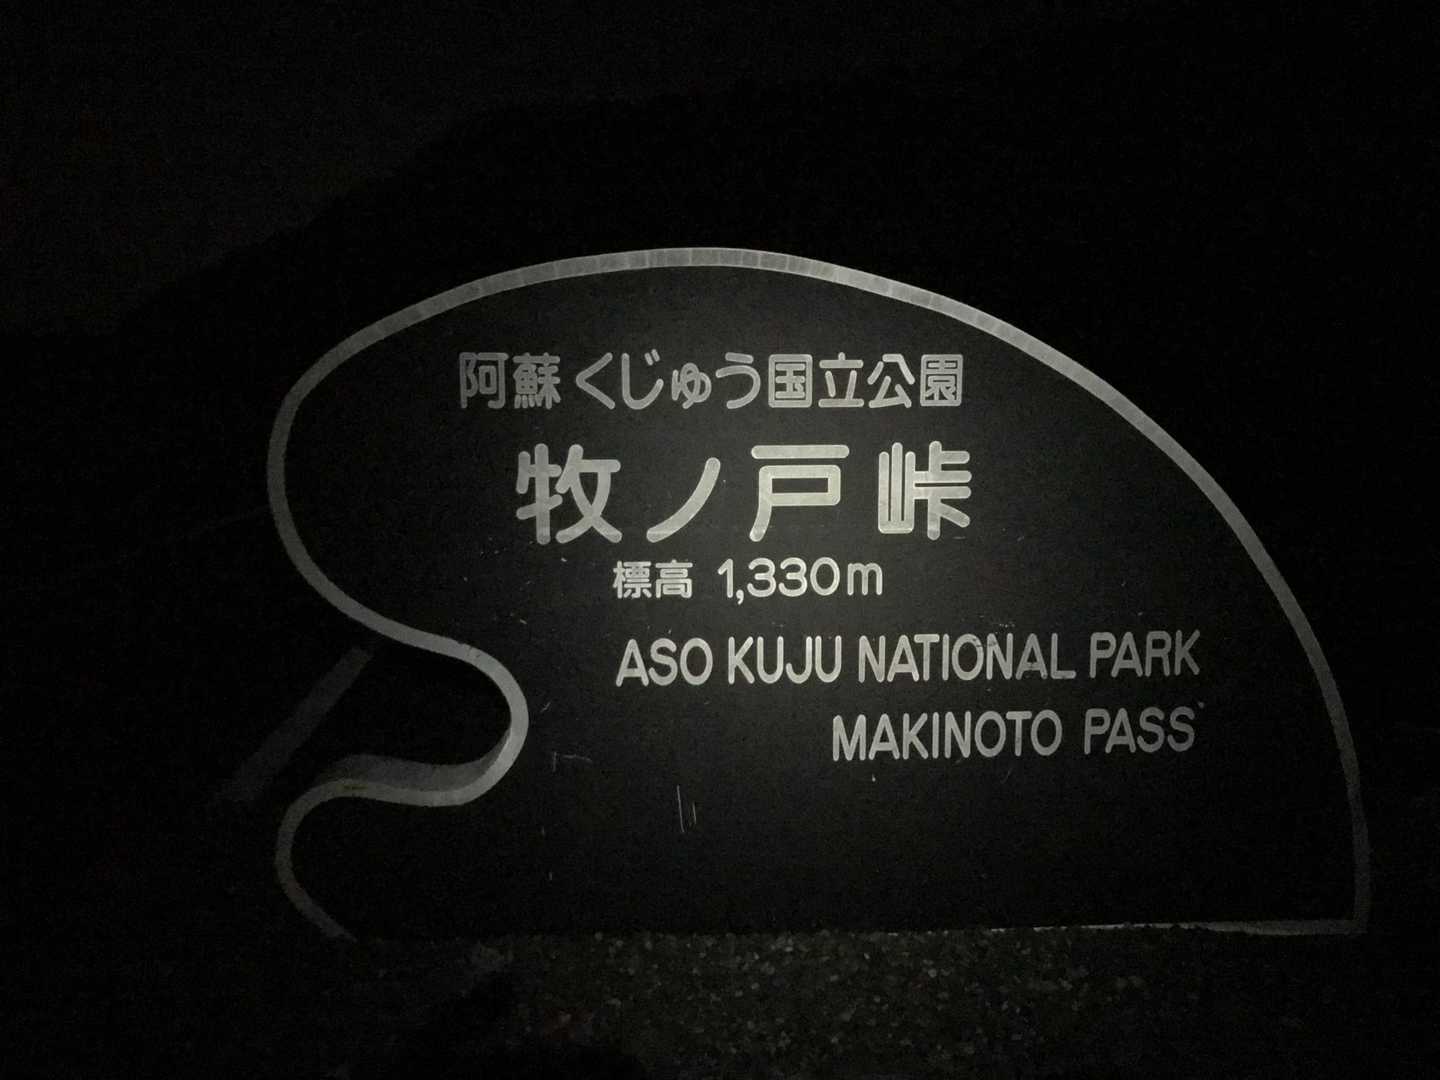 阿蘇くじゅう国立公園
牧ノ戸峠
標高 1,330m
ASO KUJU NATIONAL PARK
MAKINOTO PASS